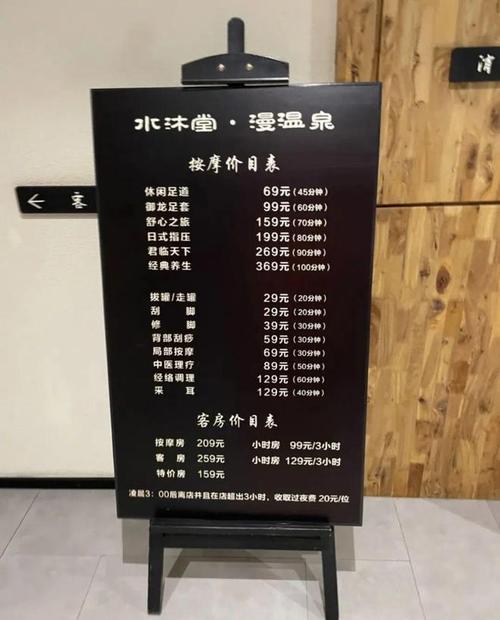 水沐堂·漫温泉
按摩价目表
休闲足道 69元(45分钟)
御龙足套 99元(60分钟)
舒心之旅 159元(70分钟)
日式指压 199元(80分钟)
君临天下 269元(90分钟)
经典养生 369元(100分钟)
拔罐/走罐 29元(20分钟)
刮脚 29元(20分钟)
修脚 39元(30分钟)
背部刮痧 59元(30分钟)
局部按摩 69元(30分钟)
中医理疗 89元(50分钟)
经络调理 129元(60分钟)
采耳 129元(40分钟)
客房价目表
按摩房 209元 小时房 99元/3小时
客房 259元 小时房 129元/3小时
特价房 159元
凌晨3：00后离店并且在店超出3小时，收取过夜费 20元/位
← 客
消